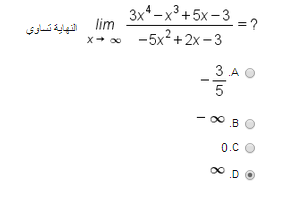 النهاية تساوي lim x→∞ (3x⁴−x³+5x−3)/(−5x²+2x−3) = ?
−3/5 .A
−∞ .B
0.C
∞ .D